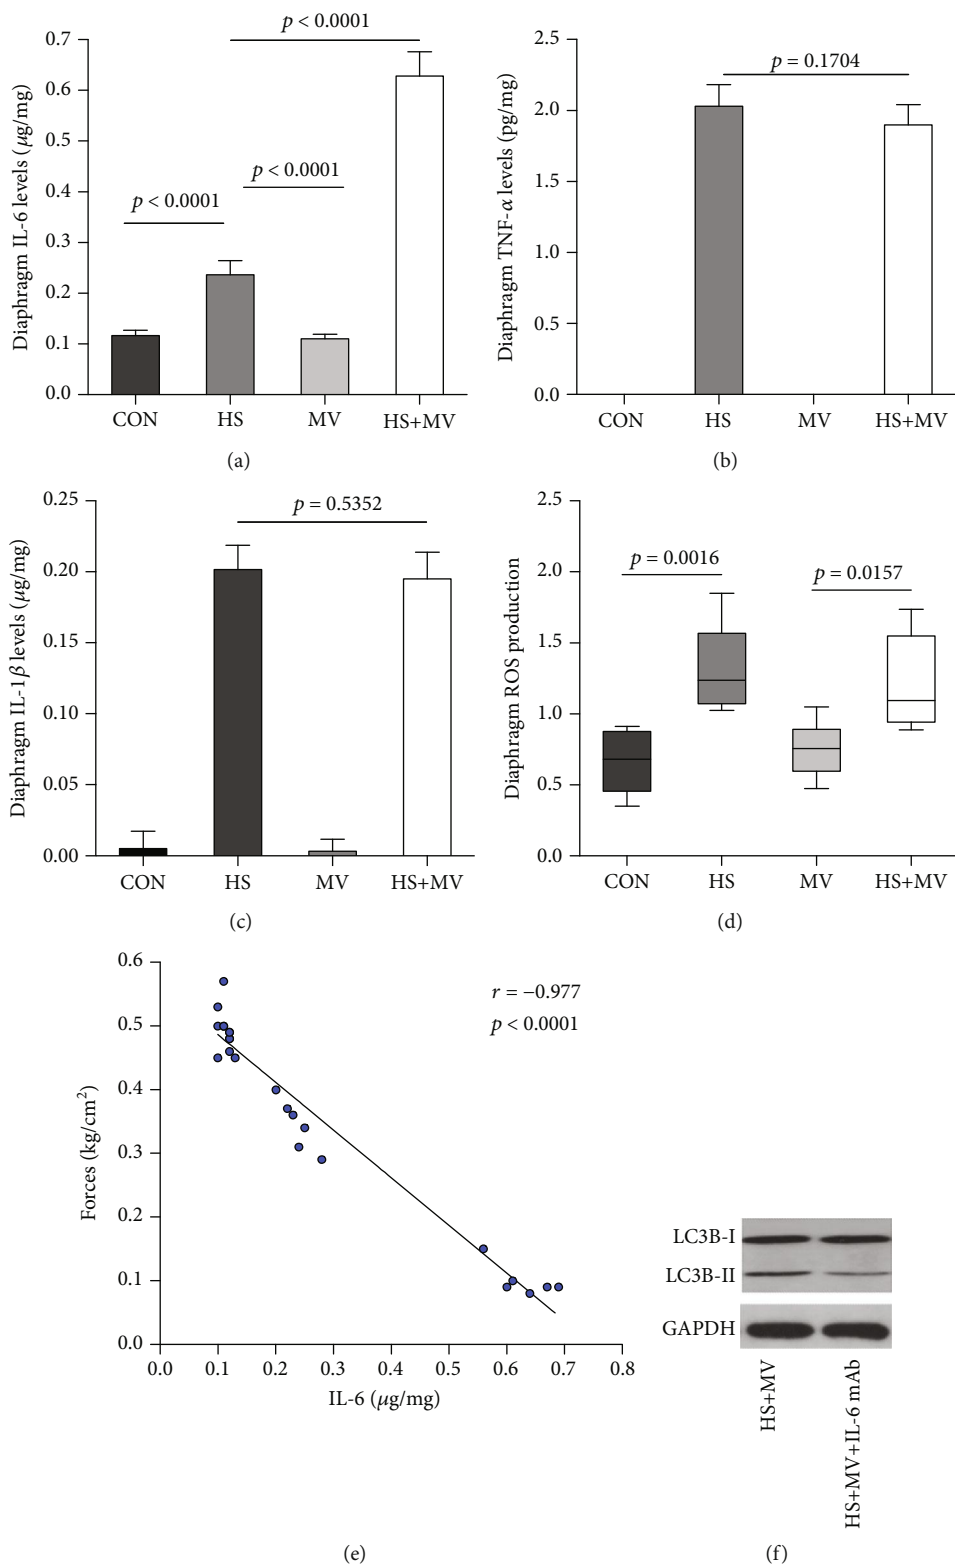 p < 0.0001
p < 0.0001
p < 0.0001
Diaphragm IL-6 levels (μg/mg)
0.7
0.6
0.5
0.4
0.3
0.2
0.1
0.0
CON HS MV HS+MV
(a)
p = 0.1704
Diaphragm TNF-α levels (pg/mg)
2.5
2.0
1.5
1.0
0.5
0.0
CON HS MV HS+MV
(b)
p = 0.5352
Diaphragm IL-1β levels (μg/mg)
0.25
0.20
0.15
0.10
0.05
0.00
CON HS MV HS+MV
(c)
p = 0.0016
p = 0.0157
Diaphragm ROS production
2.5
2.0
1.5
1.0
0.5
0.0
CON HS MV HS+MV
(d)
r = −0.977
p < 0.0001
Forces (kg/cm²)
0.6
0.5
0.4
0.3
0.2
0.1
0.0
0.0 0.1 0.2 0.3 0.4 0.5 0.6 0.7 0.8
IL-6 (μg/mg)
(e)
LC3B-I
LC3B-II
GAPDH
HS+MV
HS+MV+IL-6 mAb
(f)